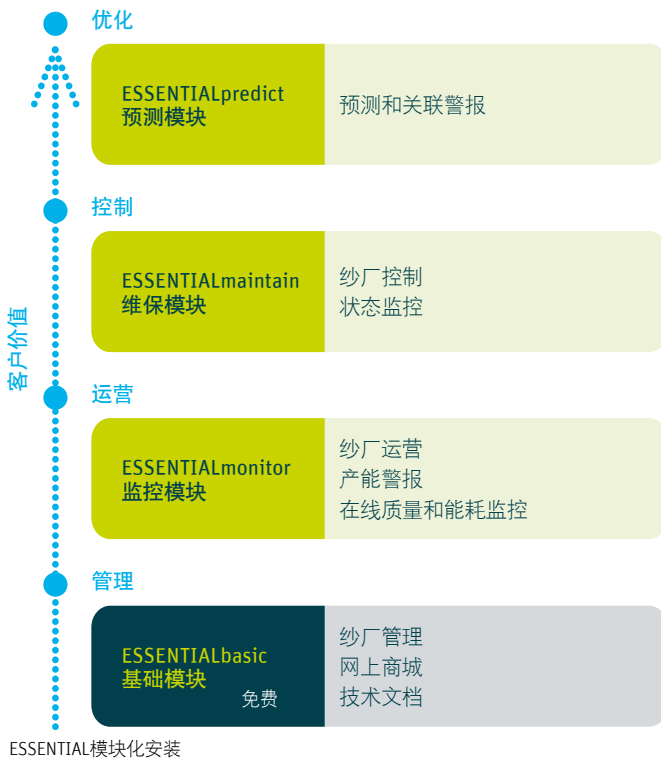 优化
ESSENTIALpredict
预测模块
预测和关联警报
控制
ESSENTIALmaintain
维保模块
纱厂控制
状态监控
客户价值
运营
ESSENTIALmonitor
监控模块
纱厂运营
产能警报
在线质量和能耗监控
管理
ESSENTIALbasic
基础模块
免费
纱厂管理
网上商城
技术文档
ESSENTIAL模块化安装